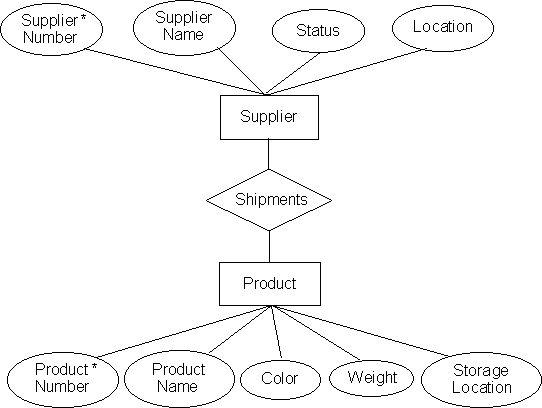 Supplier*
Number
Supplier
Name
Status
Location
Supplier
Shipments
Product
Product*
Number
Product
Name
Color
Weight
Storage
Location